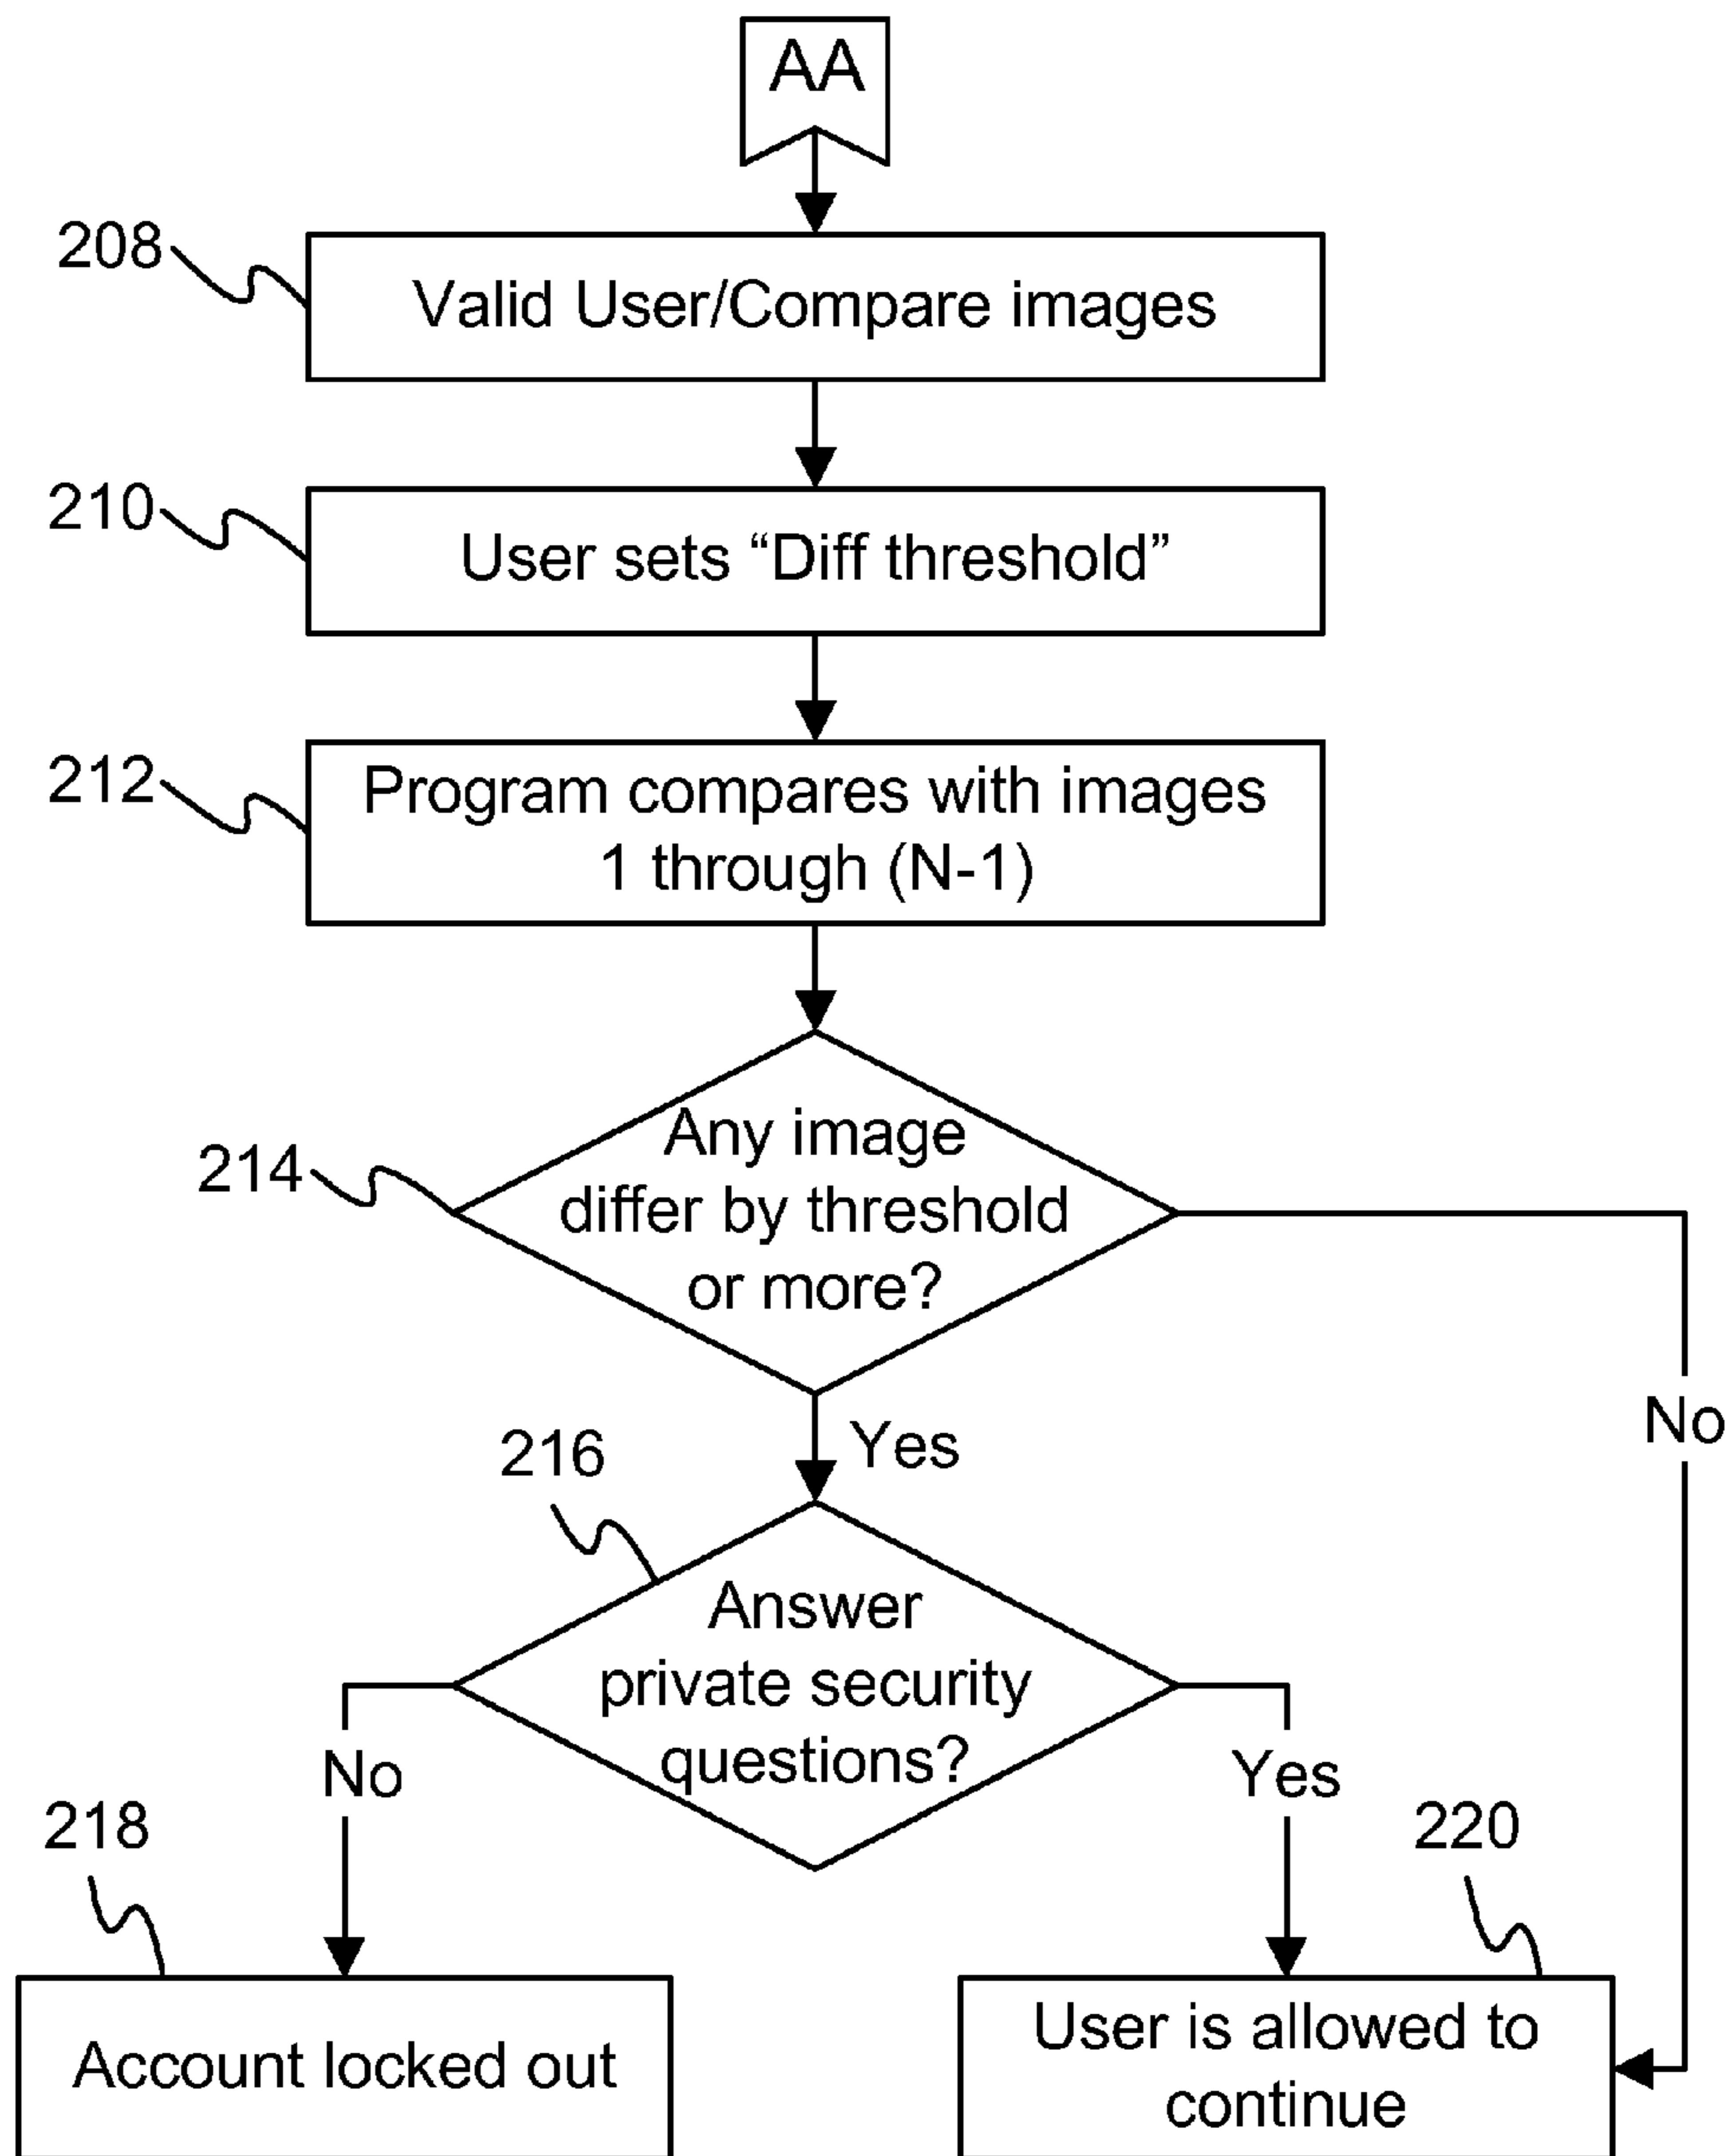 AA
208
Valid User/Compare images
210
User sets “Diff threshold”
212
Program compares with images
1 through (N-1)
214
Any image
differ by threshold
or more?
No
Yes
216
Answer
private security
questions?
No
Yes
218
220
Account locked out
User is allowed to
continue